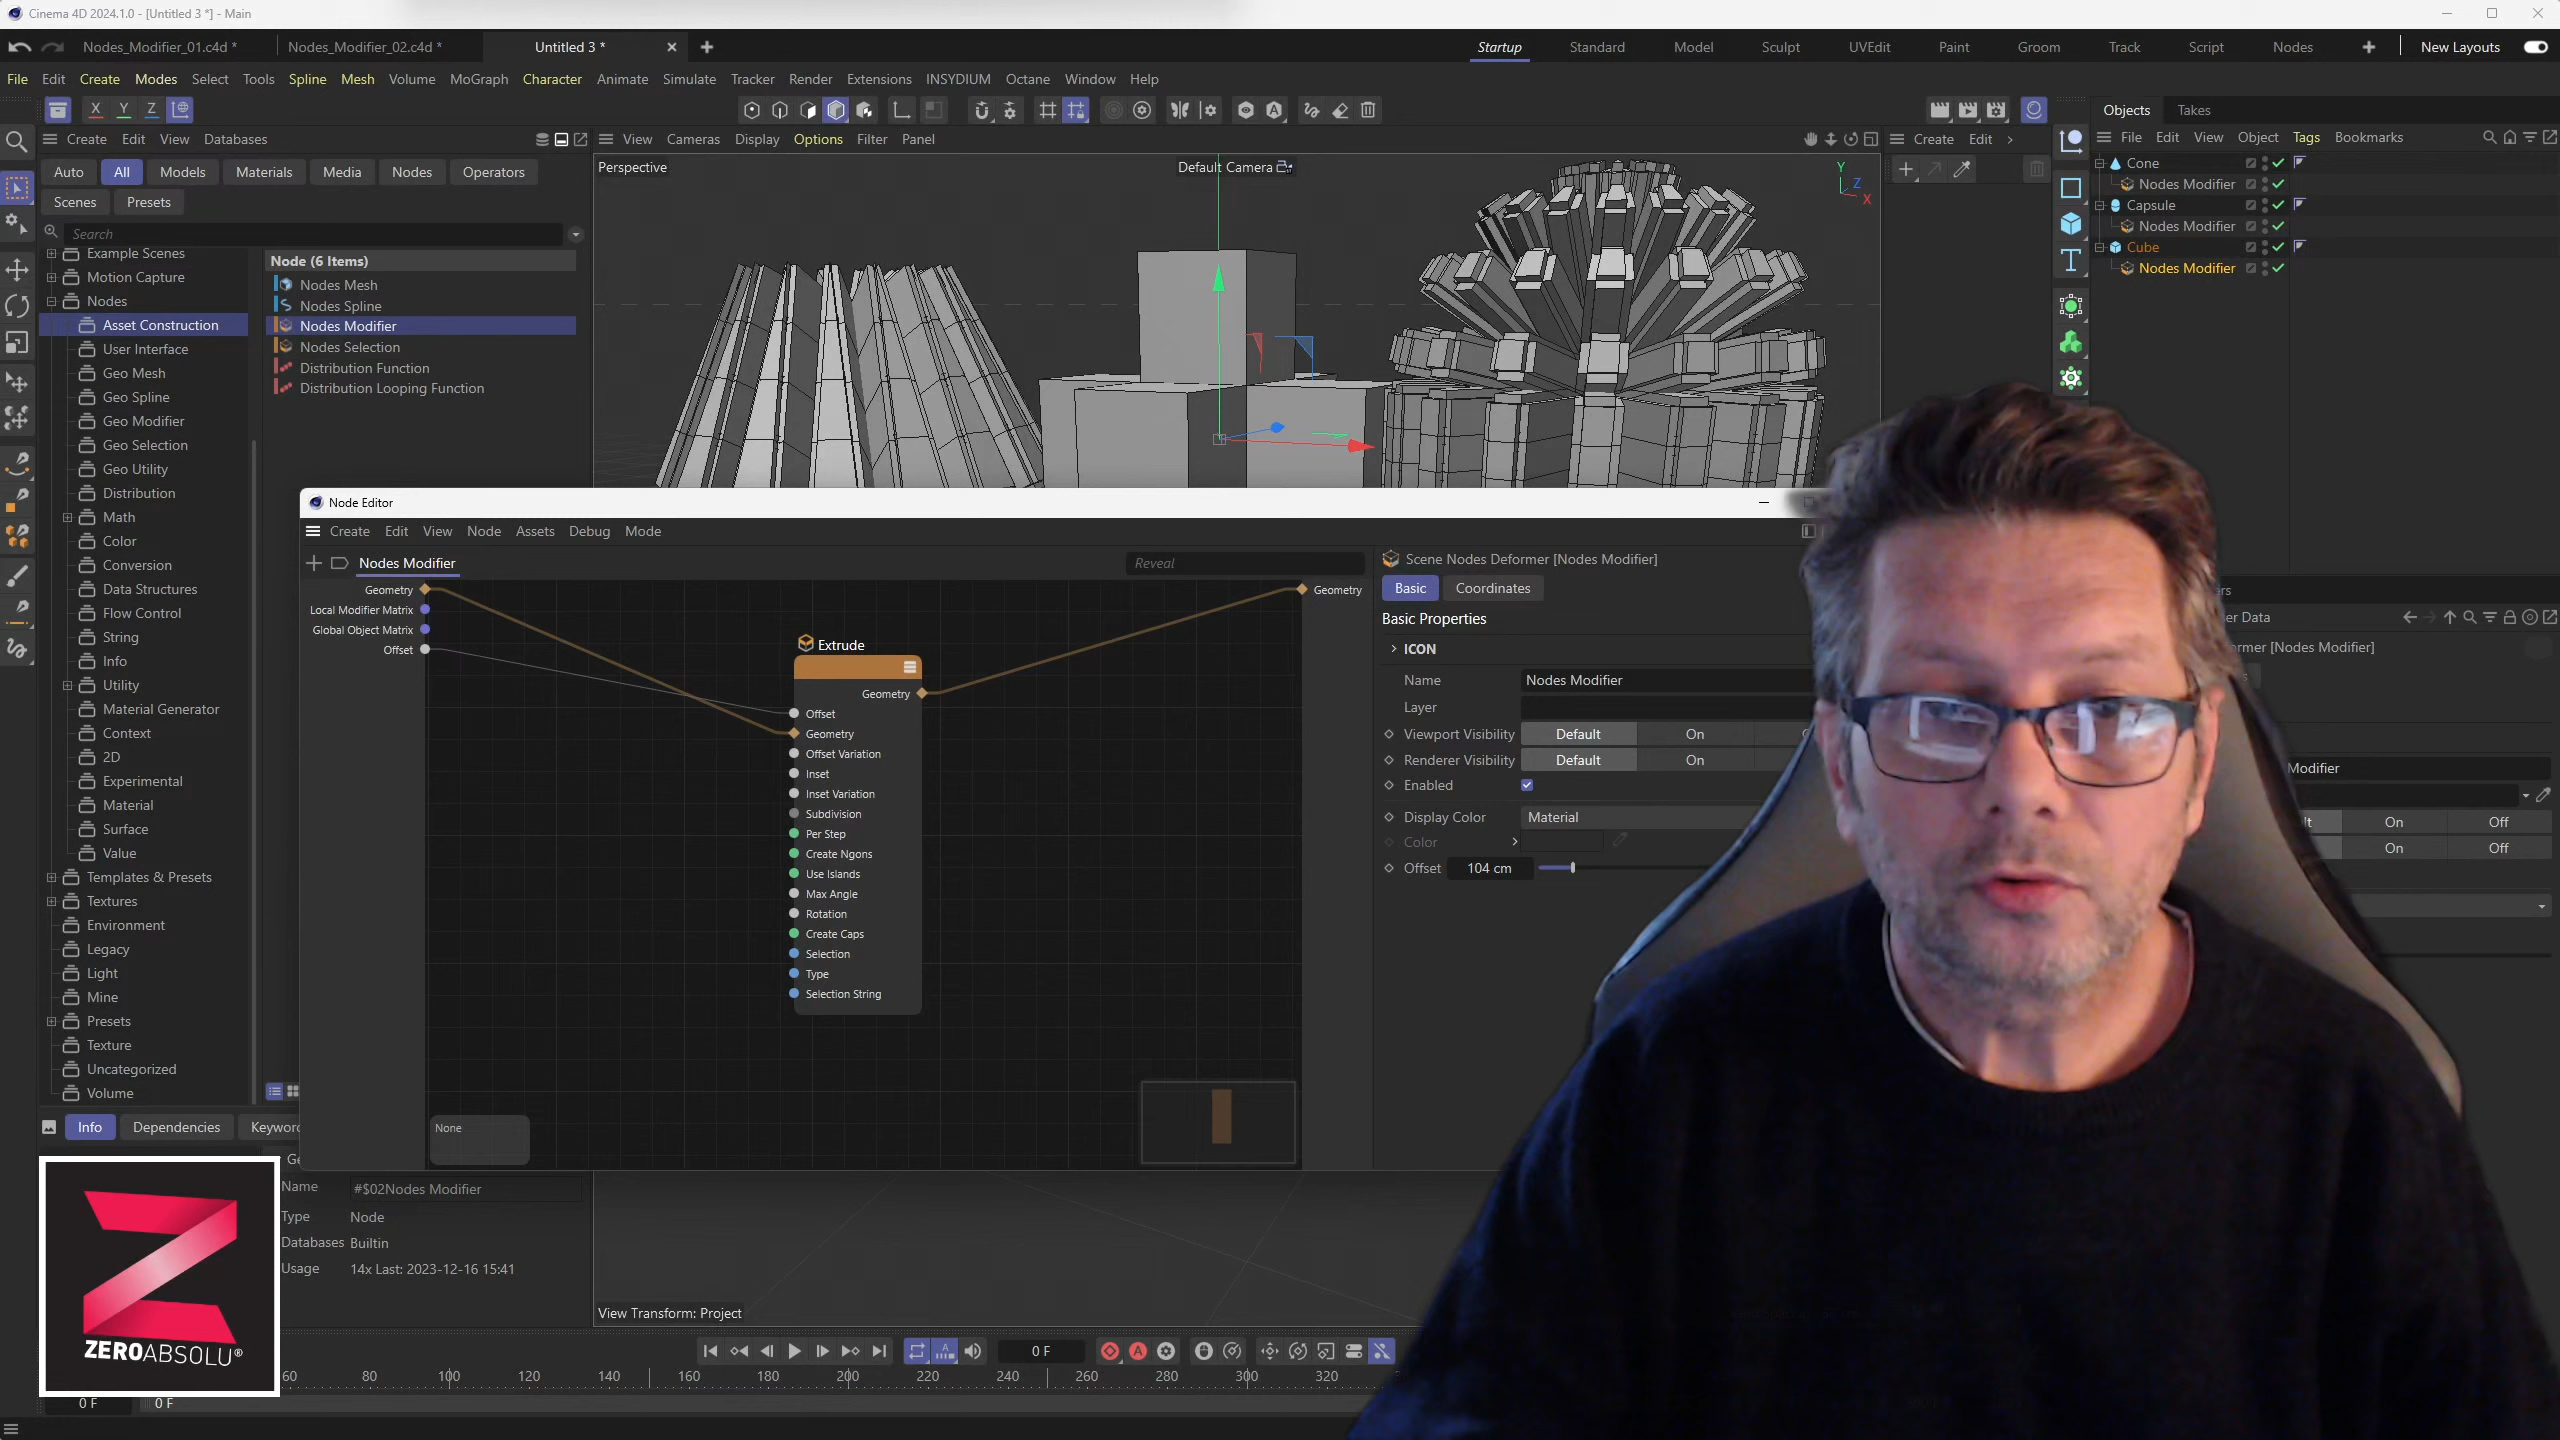 Cinema 4D 2024.1.0 - [Untitled 3 *] - Main
Nodes_Modifier_01.c4d *
Nodes_Modifier_02.c4d *
Untitled 3 *
Startup
Standard
Model
Sculpt
UVEdit
Paint
Groom
Track
Script
Nodes
New Layouts
File Edit Create Modes Select Tools Spline Mesh Volume MoGraph Character Animate Simulate Tracker Render Extensions INSYDIUM Octane Window Help
X Y Z
Create Edit View Databases
Auto All Models Materials Media Nodes Operators
Scenes Presets
Search
Example Scenes
Motion Capture
Nodes
Asset Construction
User Interface
Geo Mesh
Geo Spline
Geo Modifier
Geo Selection
Geo Utility
Distribution
Math
Color
Conversion
Data Structures
Flow Control
String
Info
Utility
Material Generator
Context
2D
Experimental
Material
Surface
Value
Templates & Presets
Textures
Environment
Legacy
Light
Mine
Presets
Texture
Uncategorized
Volume
Node (6 Items)
Nodes Mesh
Nodes Spline
Nodes Modifier
Nodes Selection
Distribution Function
Distribution Looping Function
Info Dependencies
Name #$02Nodes Modifier
Type Node
Databases Builtin
Usage 14x Last: 2023-12-16 15:41
ZEROABSOLU®
View Cameras Display Options Filter Panel
Perspective
Default Camera
Y
Z
X
Create Edit
Objects Takes
File Edit View Object Tags Bookmarks
Cone
Nodes Modifier
Capsule
Nodes Modifier
Cube
Nodes Modifier
Node Editor
Create Edit View Node Assets Debug Mode
Nodes Modifier
Reveal
Geometry
Local Modifier Matrix
Global Object Matrix
Offset
Extrude
Geometry
Offset
Geometry
Offset Variation
Inset
Inset Variation
Subdivision
Per Step
Create Ngons
Use Islands
Max Angle
Rotation
Create Caps
Selection
Type
Selection String
Geometry
None
Scene Nodes Deformer [Nodes Modifier]
Basic Coordinates
Basic Properties
ICON
Name Nodes Modifier
Layer
Viewport Visibility Default On
Renderer Visibility Default On
Enabled
Display Color Material
Color
Offset 104 cm
Data
[Nodes Modifier]
Modifier
On Off
On Off
View Transform: Project
0 F
60 80 100 120 140 160 180 200 220 240 260 280 300 320
0 F 0 F